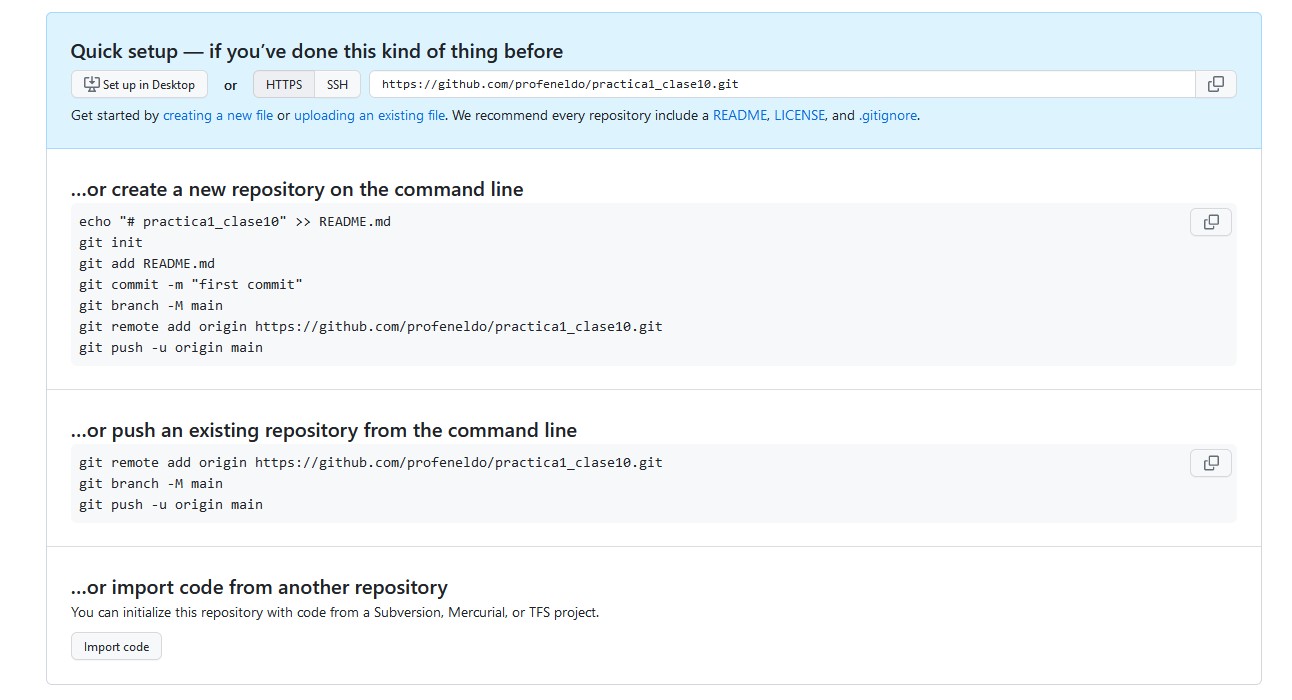 Quick setup — if you’ve done this kind of thing before
Set up in Desktop or HTTPS SSH https://github.com/profeneldo/practica1_clase10.git
Get started by creating a new file or uploading an existing file. We recommend every repository include a README, LICENSE, and .gitignore.
...or create a new repository on the command line
echo "# practica1_clase10" >> README.md
git init
git add README.md
git commit -m "first commit"
git branch -M main
git remote add origin https://github.com/profeneldo/practica1_clase10.git
git push -u origin main
...or push an existing repository from the command line
git remote add origin https://github.com/profeneldo/practica1_clase10.git
git branch -M main
git push -u origin main
...or import code from another repository
You can initialize this repository with code from a Subversion, Mercurial, or TFS project.
Import code